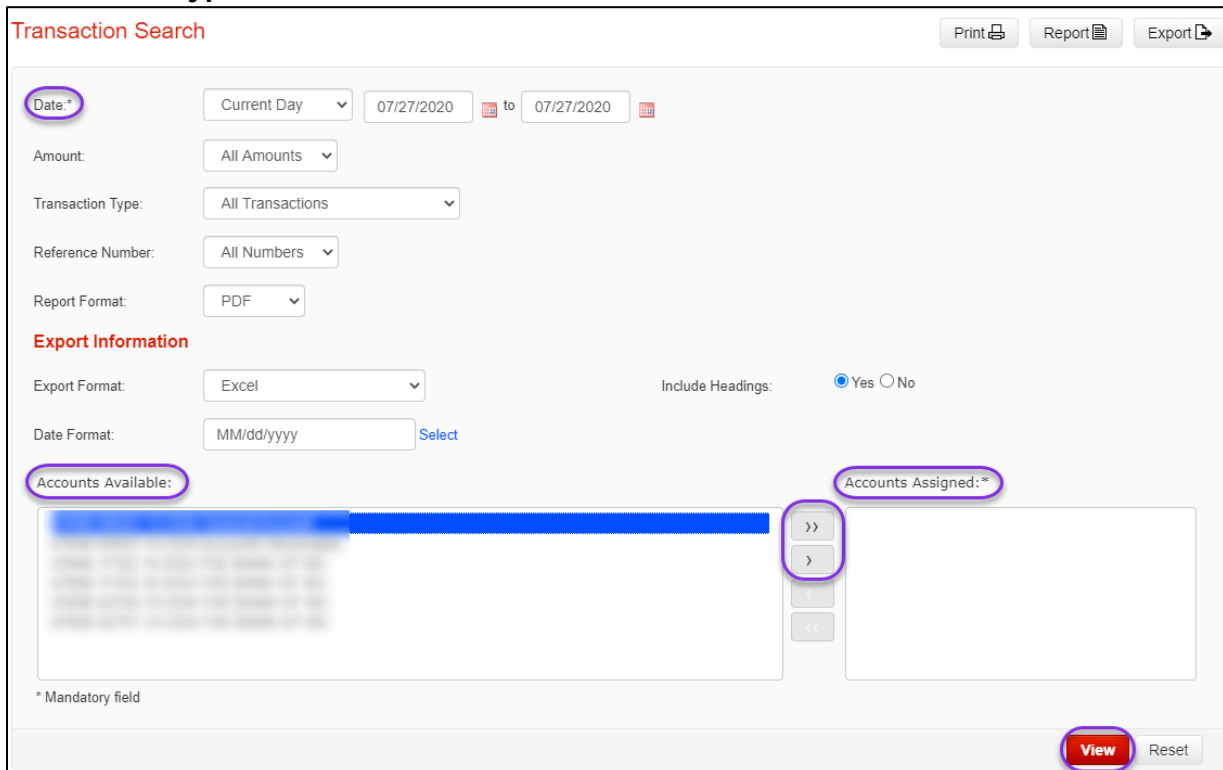 Transaction Search
Print Report Export
Date:* Current Day 07/27/2020 to 07/27/2020
Amount: All Amounts
Transaction Type: All Transactions
Reference Number: All Numbers
Report Format: PDF
Export Information
Export Format: Excel Include Headings: Yes No
Date Format: MM/dd/yyyy Select
Accounts Available: Accounts Assigned:*
>>
>
<
<<
* Mandatory field
View Reset